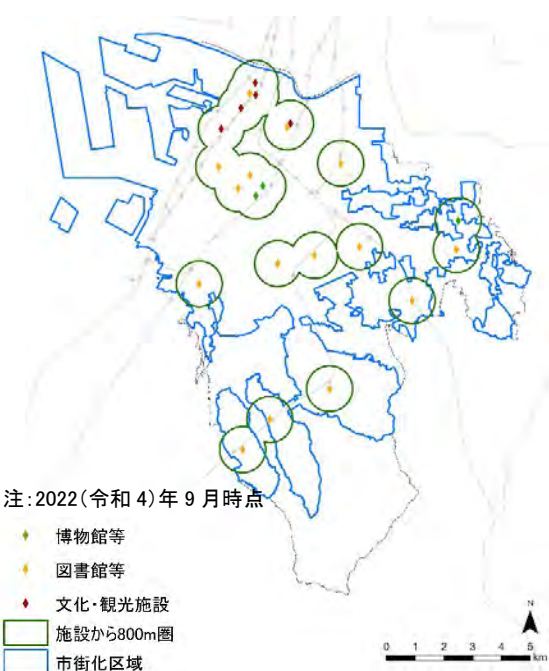 注:2022(令和 4)年 9 月時点
博物館等
図書館等
文化・観光施設
施設から800m圏
市街化区域
N
0 1 2 3 4 5
km